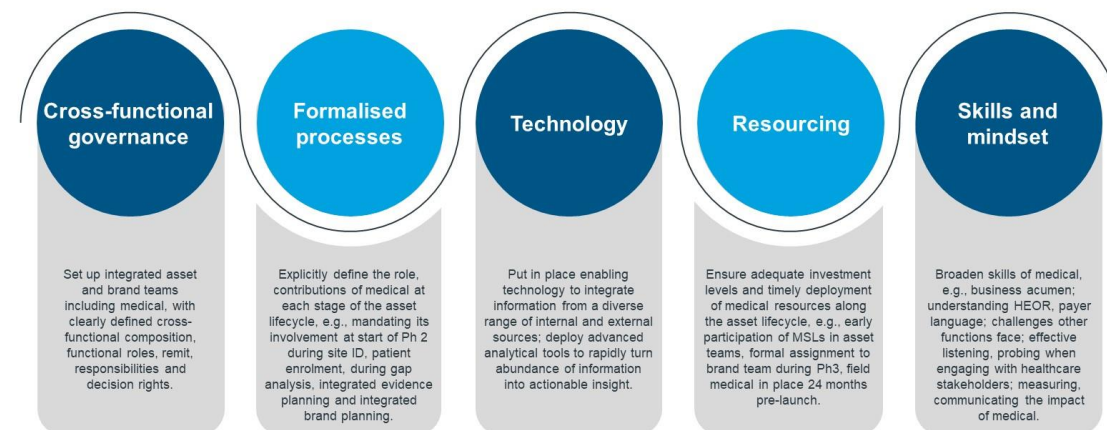 Cross-functional
governance
Set up integrated asset
and brand teams
including medical, with
clearly defined cross-
functional composition,
functional roles, remit,
responsibilities and
decision rights.
Formalised
processes
Explicitly define the role,
contributions of medical at
each stage of the asset
lifecycle, e.g., mandating its
involvement at start of Ph 2
during site ID, patient
enrolment, during gap
analysis, integrated evidence
planning and integrated
brand planning.
Technology
Put in place enabling
technology to integrate
information from a diverse
range of internal and external
sources; deploy advanced
analytical tools to rapidly turn
abundance of information
into actionable insight.
Resourcing
Ensure adequate investment
levels and timely deployment
of medical resources along
the asset lifecycle, e.g., early
participation of MSLs in asset
teams, formal assignment to
brand team during Ph3, field
medical in place 24 months
pre-launch.
Skills and
mindset
Broaden skills of medical,
e.g., business acumen;
understanding HEOR, payer
language; challenges other
functions face; effective
listening, probing when
engaging with healthcare
stakeholders; measuring,
communicating the impact
of medical.